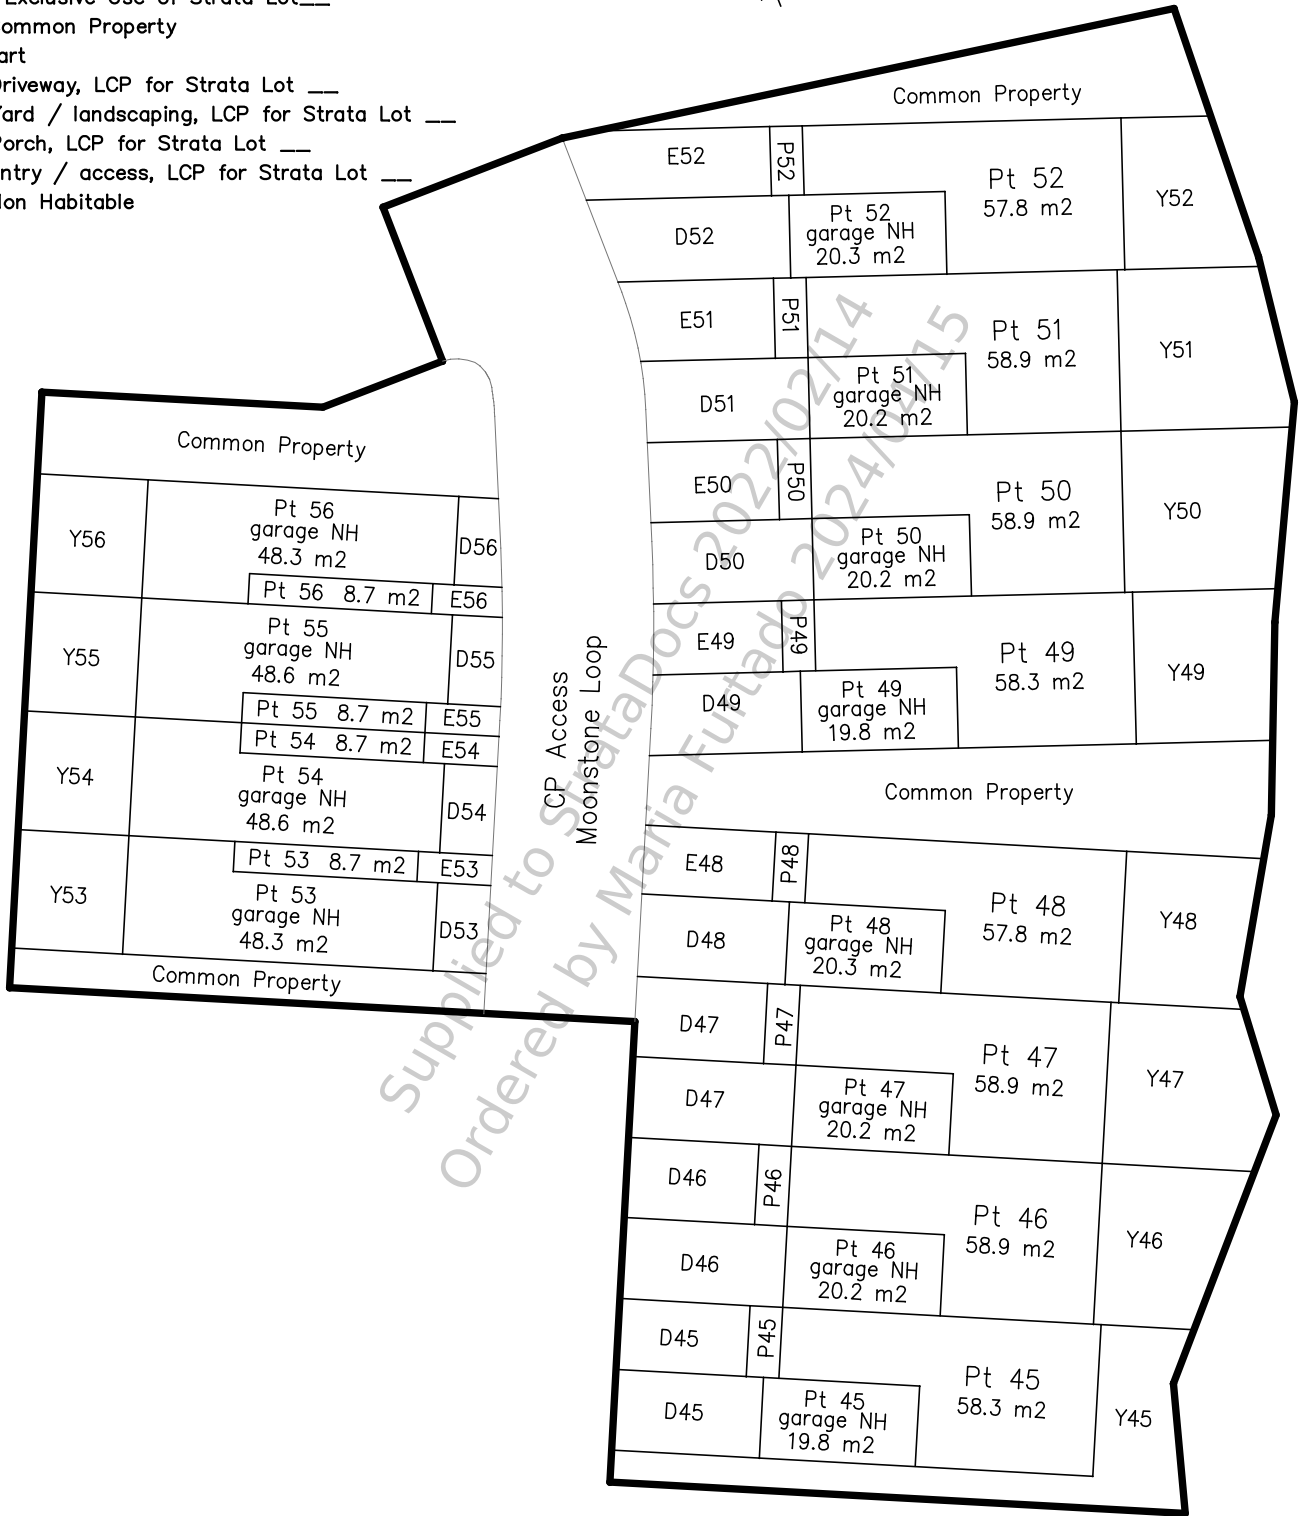 Exclusive Use of Strata Lot__
ommon Property
art
riveway, LCP for Strata Lot __
ard / landscaping, LCP for Strata Lot __
orch, LCP for Strata Lot __
ntry / access, LCP for Strata Lot __
on Habitable
Common Property
E52
P52
Pt 52
57.8 m2
Y52
D52
Pt 52
garage NH
20.3 m2
E51
P51
Pt 51
58.9 m2
Y51
D51
Pt 51
garage NH
20.2 m2
E50
P50
Pt 50
58.9 m2
Y50
D50
Pt 50
garage NH
20.2 m2
E49
P49
Pt 49
58.3 m2
Y49
D49
Pt 49
garage NH
19.8 m2
Common Property
Common Property
Y56
Pt 56
garage NH
48.3 m2
D56
Pt 56 8.7 m2
E56
Y55
Pt 55
garage NH
48.6 m2
D55
Pt 55 8.7 m2
E55
Pt 54 8.7 m2
E54
Y54
Pt 54
garage NH
48.6 m2
D54
Pt 53 8.7 m2
E53
Y53
Pt 53
garage NH
48.3 m2
D53
Common Property
CP Access
Moonstone Loop
E48
P48
Pt 48
57.8 m2
Y48
D48
Pt 48
garage NH
20.3 m2
D47
P47
Pt 47
58.9 m2
Y47
D47
Pt 47
garage NH
20.2 m2
D46
P46
Pt 46
58.9 m2
Y46
D46
Pt 46
garage NH
20.2 m2
D45
P45
Pt 45
58.3 m2
Y45
D45
Pt 45
garage NH
19.8 m2
Supplied to StrataDocs 2022/02/14
Ordered by Maria Furtado 2024/04/15